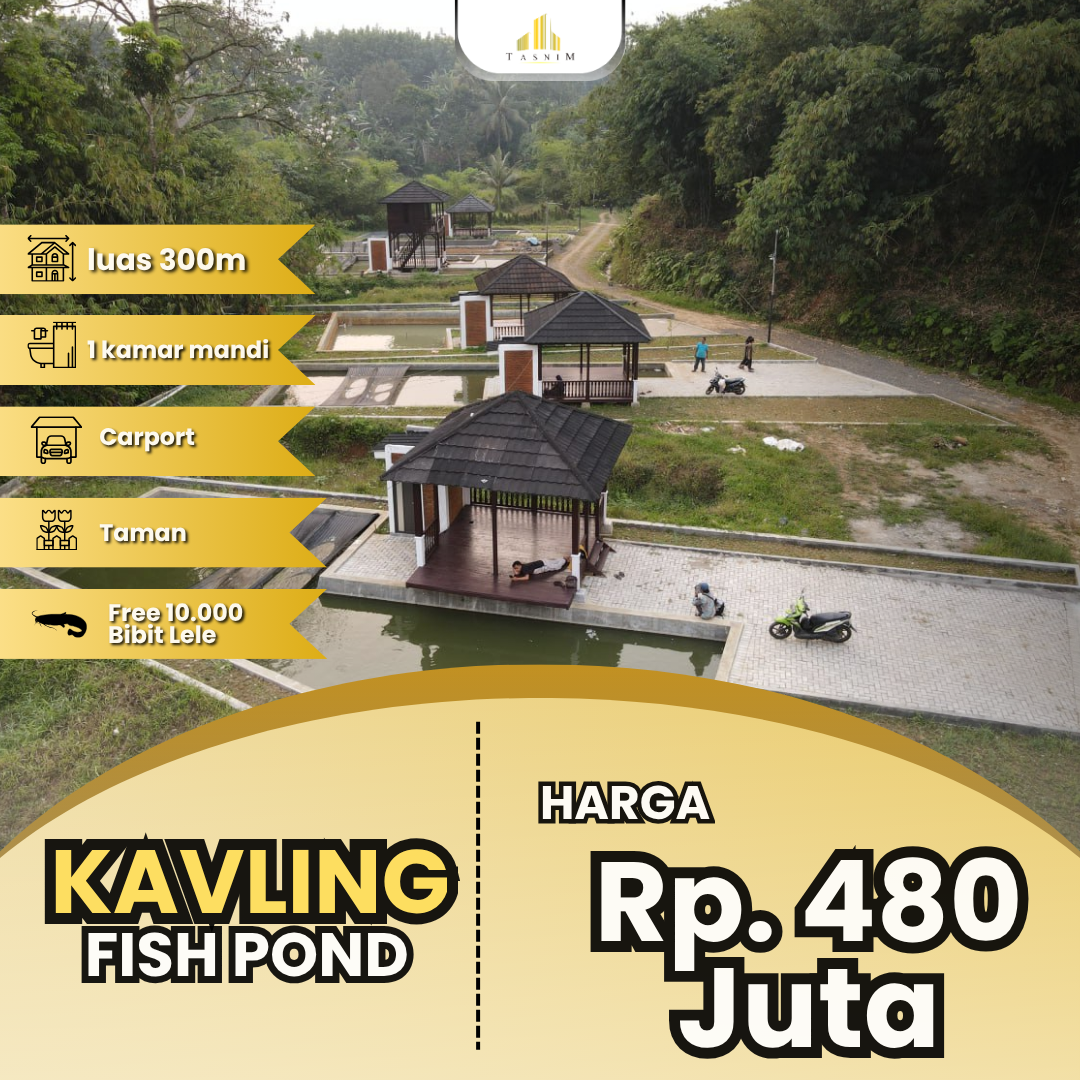 TASNIM
luas 300m
1 kamar mandi
Carport
Taman
Free 10.000
Bibit Lele
KAVLING
FISH POND
HARGA
Rp. 480
Juta